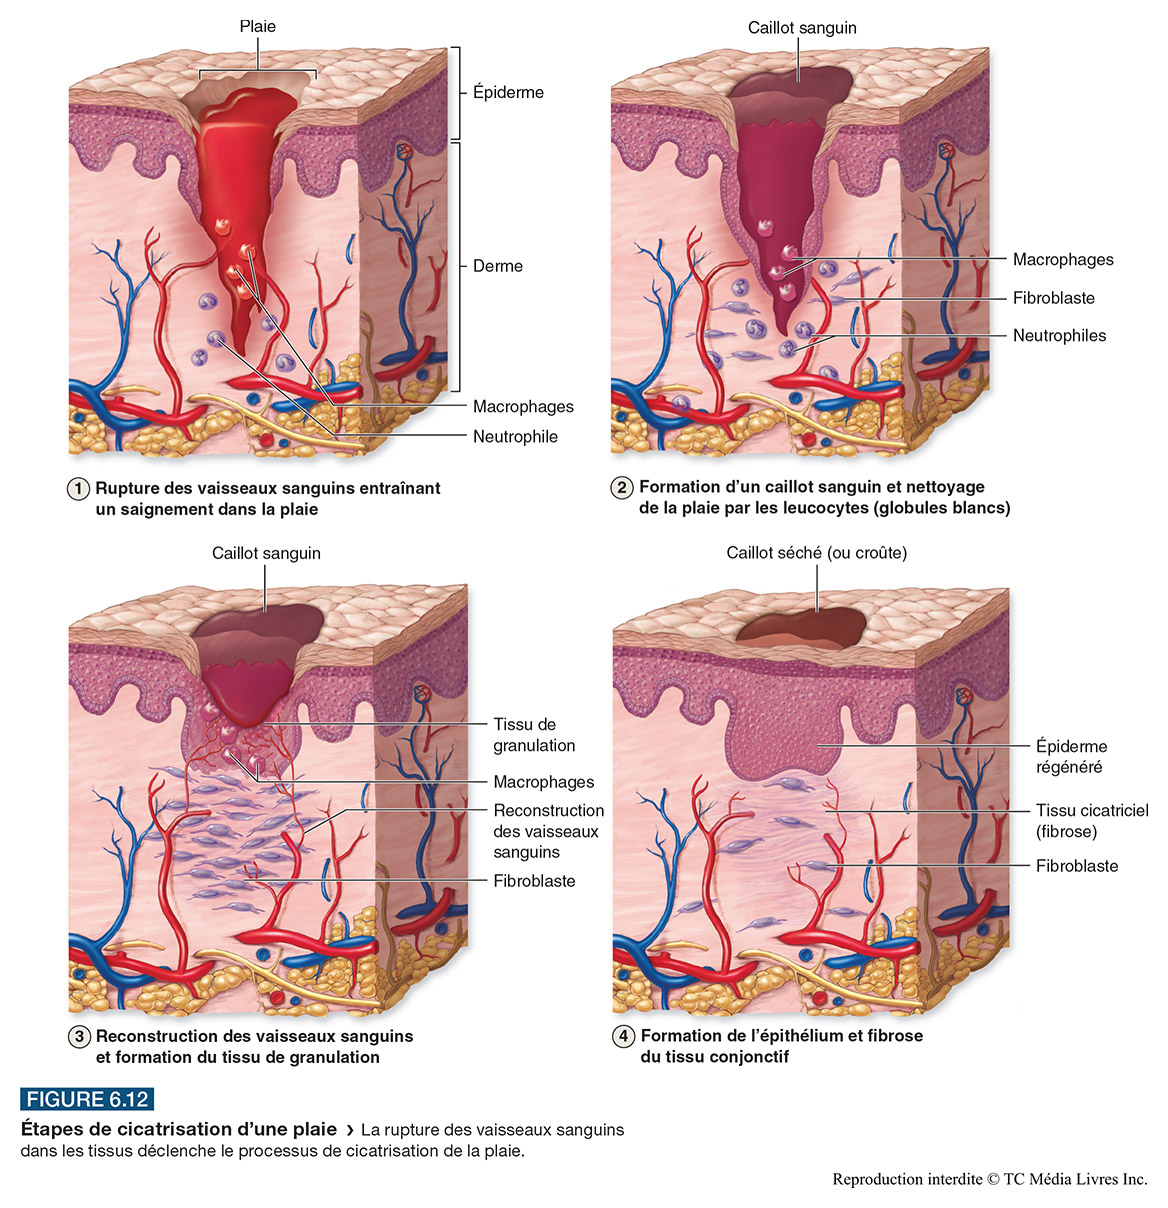 Plaie
Épiderme
Derme
Macrophages
Neutrophile
1 Rupture des vaisseaux sanguins entraînant
un saignement dans la plaie
Caillot sanguin
Macrophages
Fibroblaste
Neutrophiles
2 Formation d’un caillot sanguin et nettoyage
de la plaie par les leucocytes (globules blancs)
Caillot sanguin
Tissu de
granulation
Macrophages
Reconstruction
des vaisseaux
sanguins
Fibroblaste
3 Reconstruction des vaisseaux sanguins
et formation du tissu de granulation
Caillot séché (ou croûte)
Épiderme
régénéré
Tissu cicatriciel
(fibrose)
Fibroblaste
4 Formation de l’épithélium et fibrose
du tissu conjonctif
FIGURE 6.12
Étapes de cicatrisation d’une plaie › La rupture des vaisseaux sanguins
dans les tissus déclenche le processus de cicatrisation de la plaie.
Reproduction interdite © TC Média Livres Inc.